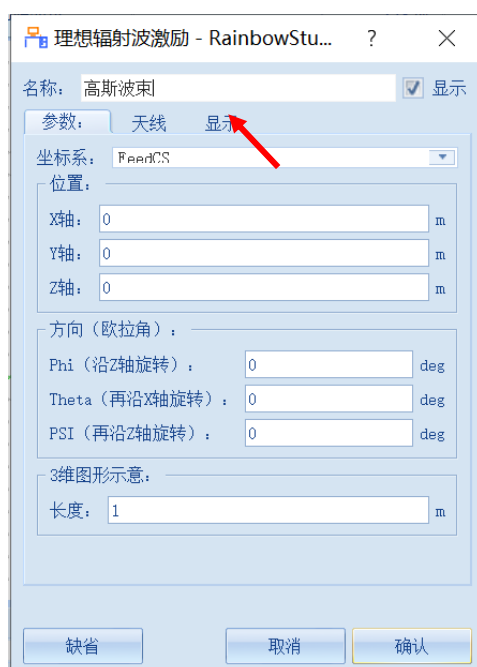 理想辐射波激励 - RainbowStu... ? ×
名称: 高斯波束 显示
参数: 天线 显示
坐标系: FeedCS
位置:
X轴: 0 m
Y轴: 0 m
Z轴: 0 m
方向（欧拉角）:
Phi（沿Z轴旋转）: 0 deg
Theta（再沿X轴旋转）: 0 deg
PSI（再沿Z轴旋转）: 0 deg
3维图形示意:
长度: 1 m
缺省 取消 确认